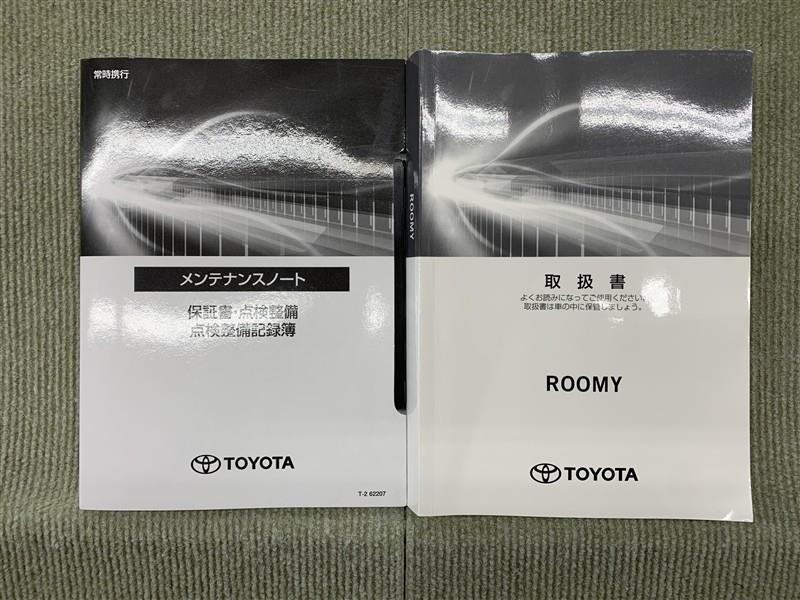 常時携行
メンテナンスノート
保証書・点検整備
点検整備記録簿
TOYOTA
T-2 62207
ROOMY
取扱書
よくお読みになってご使用ください。
取扱書は車の中に保管しましょう。
ROOMY
TOYOTA